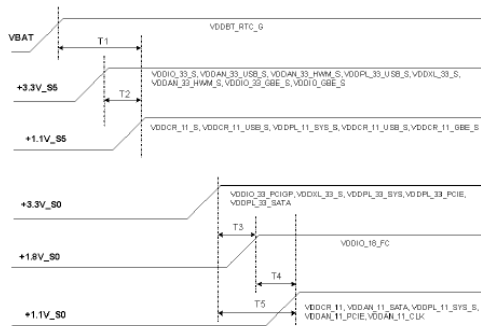 VDDBT_RTC_G
VBAT
T1
VDDIO_33_S, VDDAN_33_USB_S, VDDAN_33_HWM_S, VDDPL_33_USB_S, VDDXL_33_S,
VDDAN_33_HWM_S, VDDIO_33_GBE_S, VDDIO_GBE_S
+3.3V_S5
T2
VDDCR_11_S, VDDCR_11_USB_S, VDDPL_11_SYS_S, VDDCR_11_USB_S, VDDCR_11_GBE_S
+1.1V_S5
VDDIO_33_PCIGP, VDDXL_33_S, VDDPL_33_SYS, VDDPL_33_PCIE,
VDDPL_33_SATA
+3.3V_S0
T3
VDDIO_18_FC
+1.8V_S0
T4
T5
VDDCR_11, VDDAN_11_SATA, VDDPL_11_SYS_S,
VDDAN_11_PCIE, VDDAN_11_CLK
+1.1V_S0